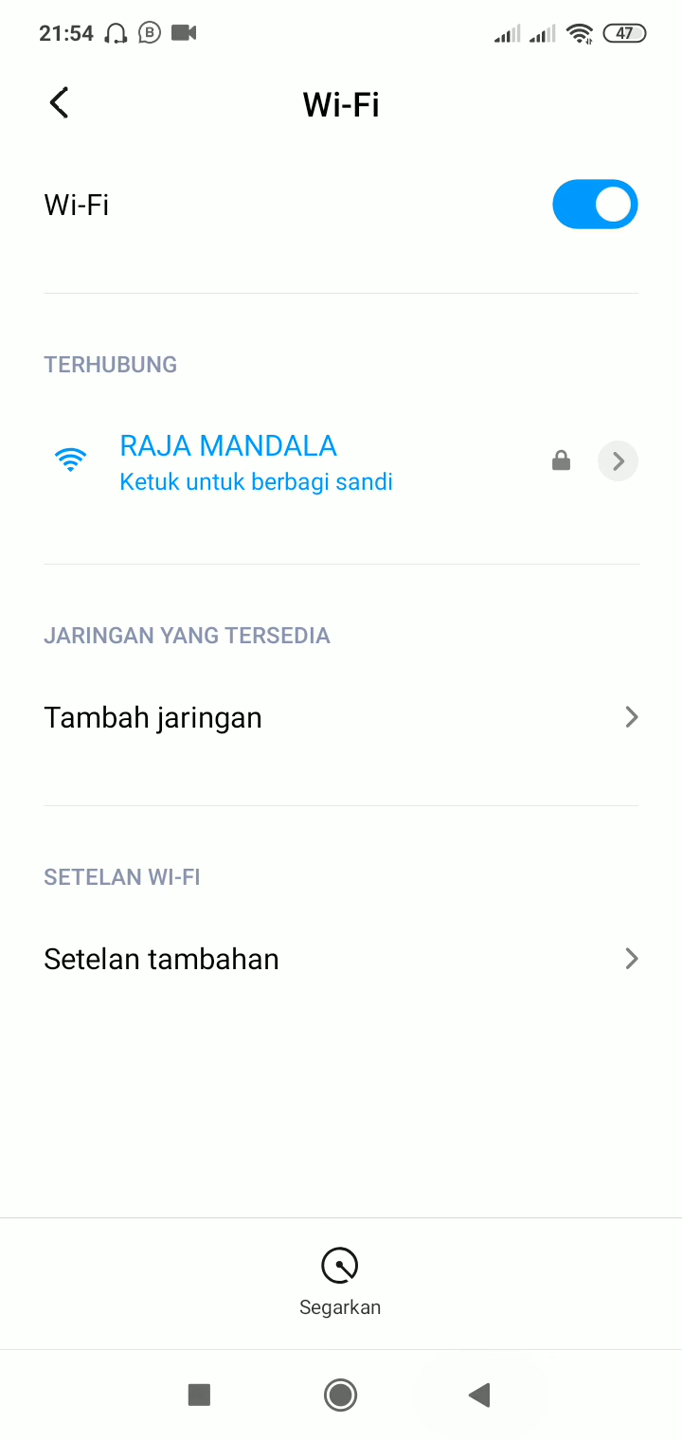 21:54
47
Wi-Fi
Wi-Fi
TERHUBUNG
RAJA MANDALA
Ketuk untuk berbagi sandi
JARINGAN YANG TERSEDIA
Tambah jaringan
SETELAN WI-FI
Setelan tambahan
Segarkan